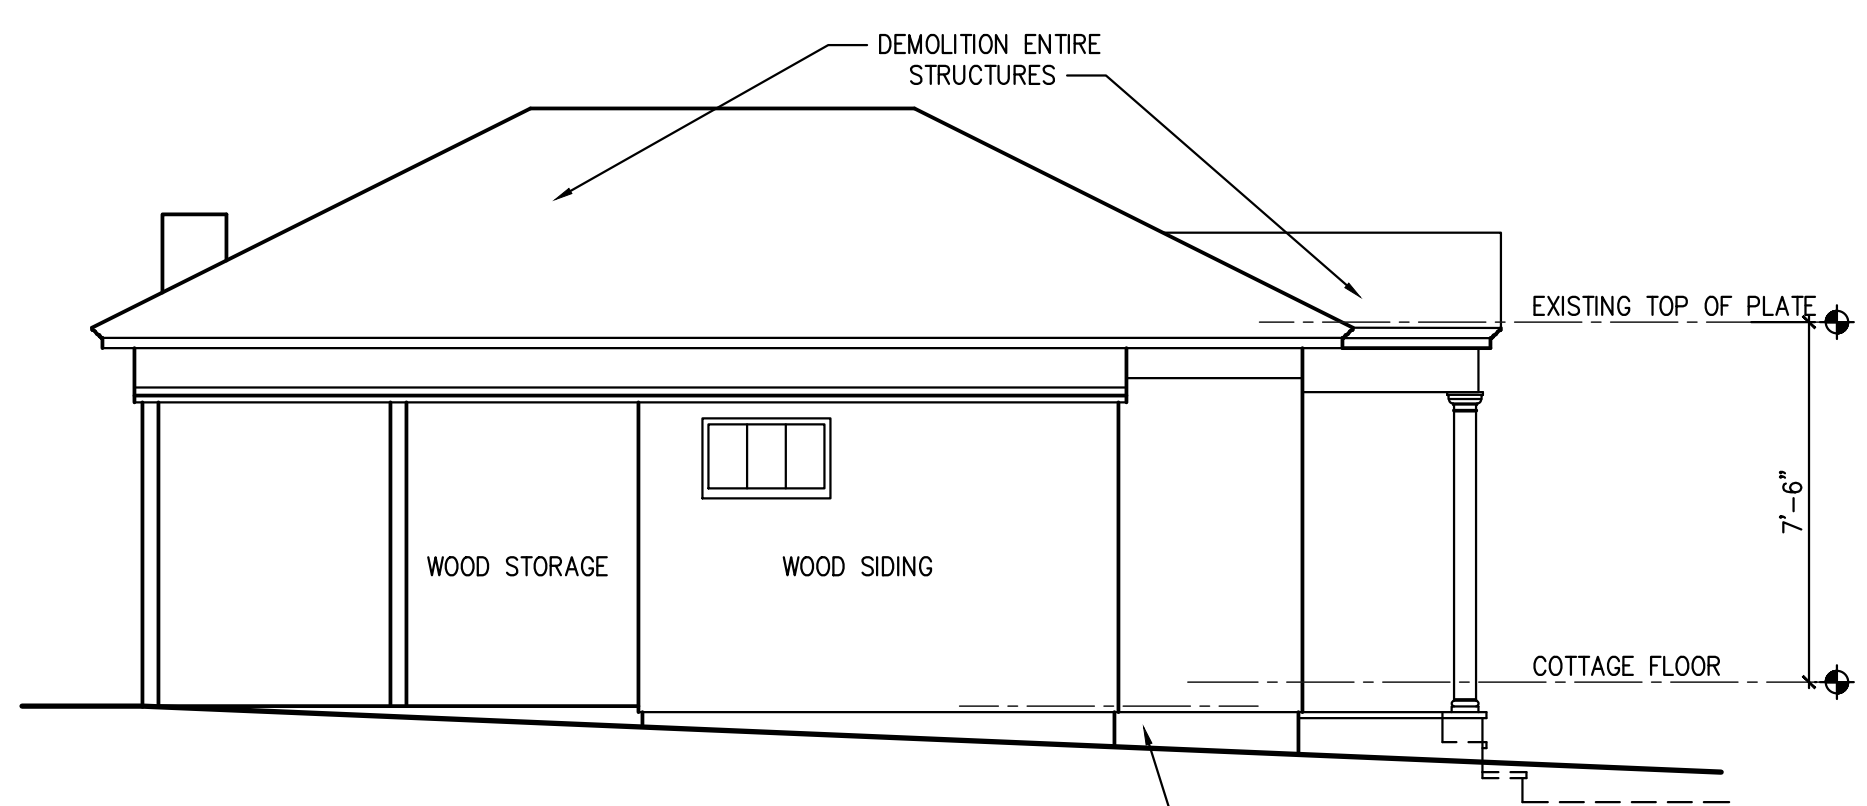 DEMOLITION ENTIRE
STRUCTURES
EXISTING TOP OF PLATE
7'-6"
WOOD STORAGE
WOOD SIDING
COTTAGE FLOOR